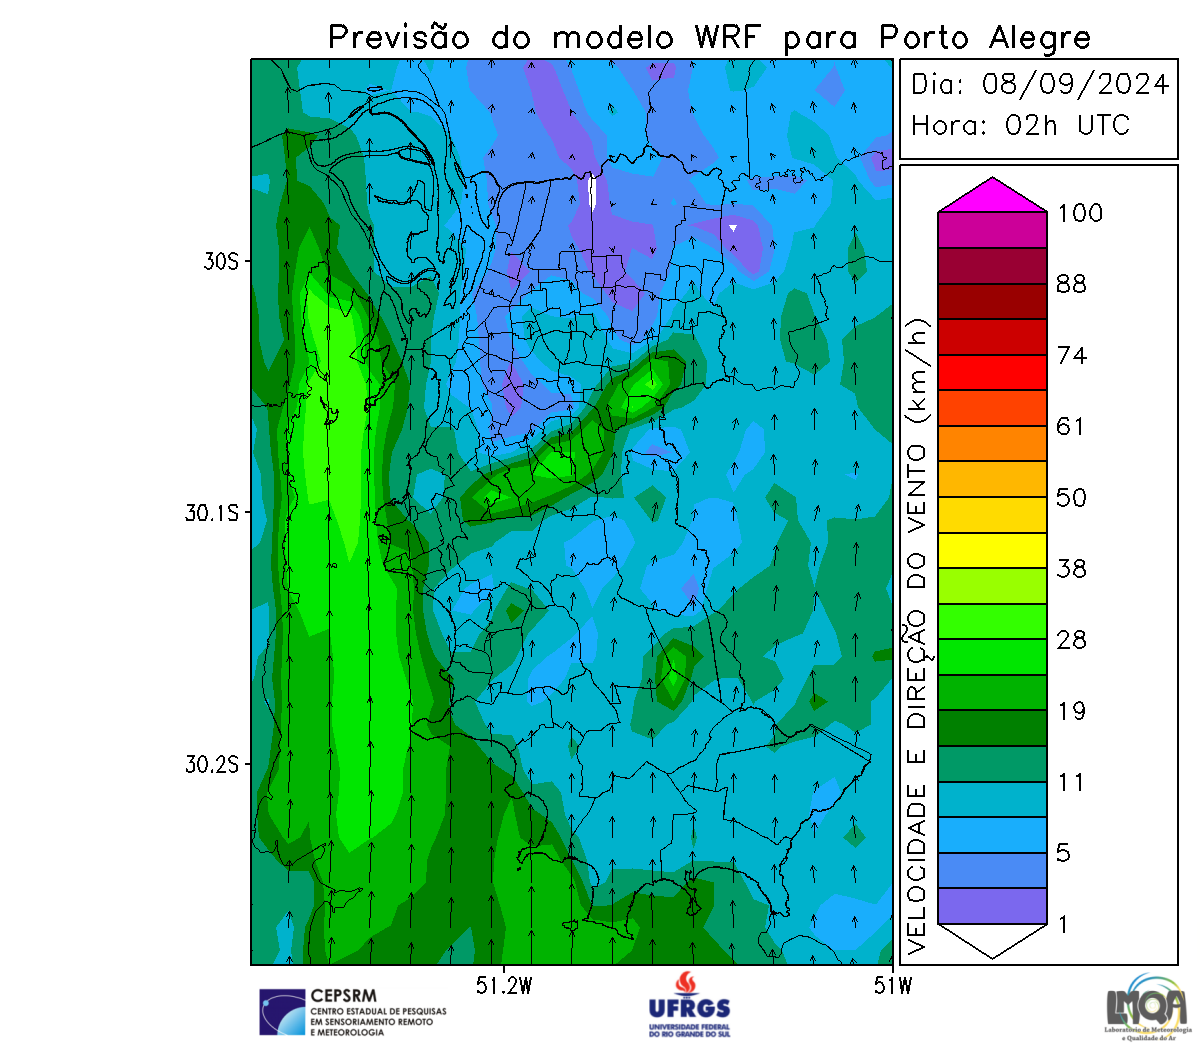 Previsão do modelo WRF para Porto Alegre
Dia: 08/09/2024
Hora: 02h UTC
30S
30.1S
30.2S
51.2W
51W
VELOCIDADE E DIREÇÃO DO VENTO (km/h)
100
88
74
61
50
38
28
19
11
5
1
CEPSRM
CENTRO ESTADUAL DE PESQUISAS
EM SENSORIAMENTO REMOTO
E METEOROLOGIA
UFRGS
UNIVERSIDADE FEDERAL
DO RIO GRANDE DO SUL
LMQA
Laboratório de Meteorologia
e Qualidade do Ar